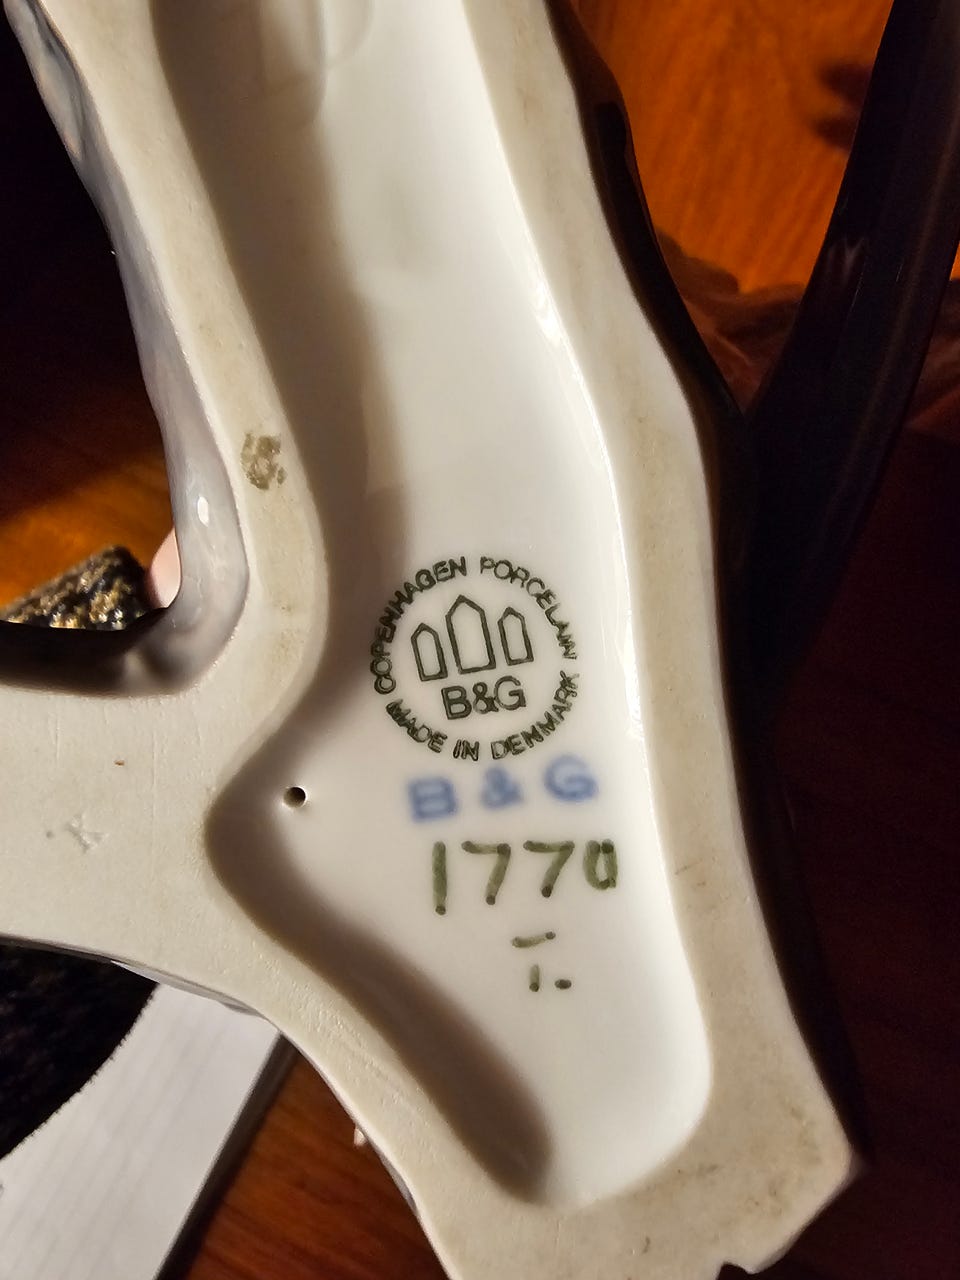 COPENHAGEN PORCELAIN
B&G
MADE IN DENMARK
B & G
1770
T.
K